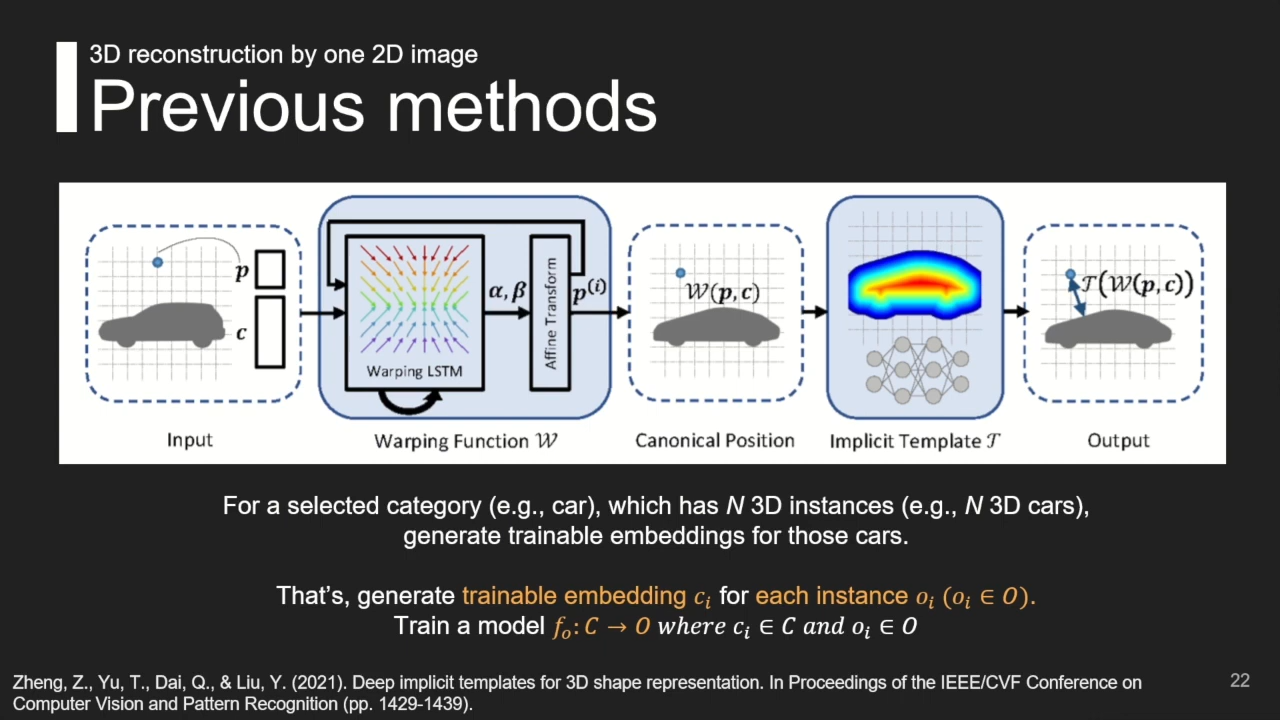 3D reconstruction by one 2D image
Previous methods
p
c
Warping LSTM
α, β
Affine Transform
p⁽ⁱ⁾
𝒲(p, c)
𝒯(𝒲(p, c))
Input
Warping Function 𝒲
Canonical Position
Implicit Template 𝒯
Output
For a selected category (e.g., car), which has N 3D instances (e.g., N 3D cars),
generate trainable embeddings for those cars.
That’s, generate trainable embedding cᵢ for each instance oᵢ (oᵢ ∈ O).
Train a model fₒ: C → O where cᵢ ∈ C and oᵢ ∈ O
Zheng, Z., Yu, T., Dai, Q., & Liu, Y. (2021). Deep implicit templates for 3D shape representation. In Proceedings of the IEEE/CVF Conference on
Computer Vision and Pattern Recognition (pp. 1429-1439).
22